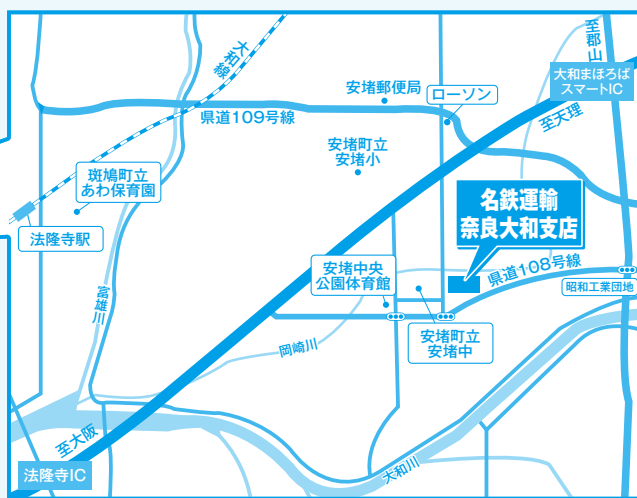 至郡山
大和線
大和まほろば
スマートIC
安堵郵便局
ローソン
県道109号線
至天理
安堵町立
安堵小
斑鳩町立
あわ保育園
名鉄運輸
奈良大和支店
法隆寺駅
安堵中央
公園体育館
県道108号線
昭和工業団地
富雄川
岡崎川
安堵町立
安堵中
至大阪
大和川
法隆寺IC